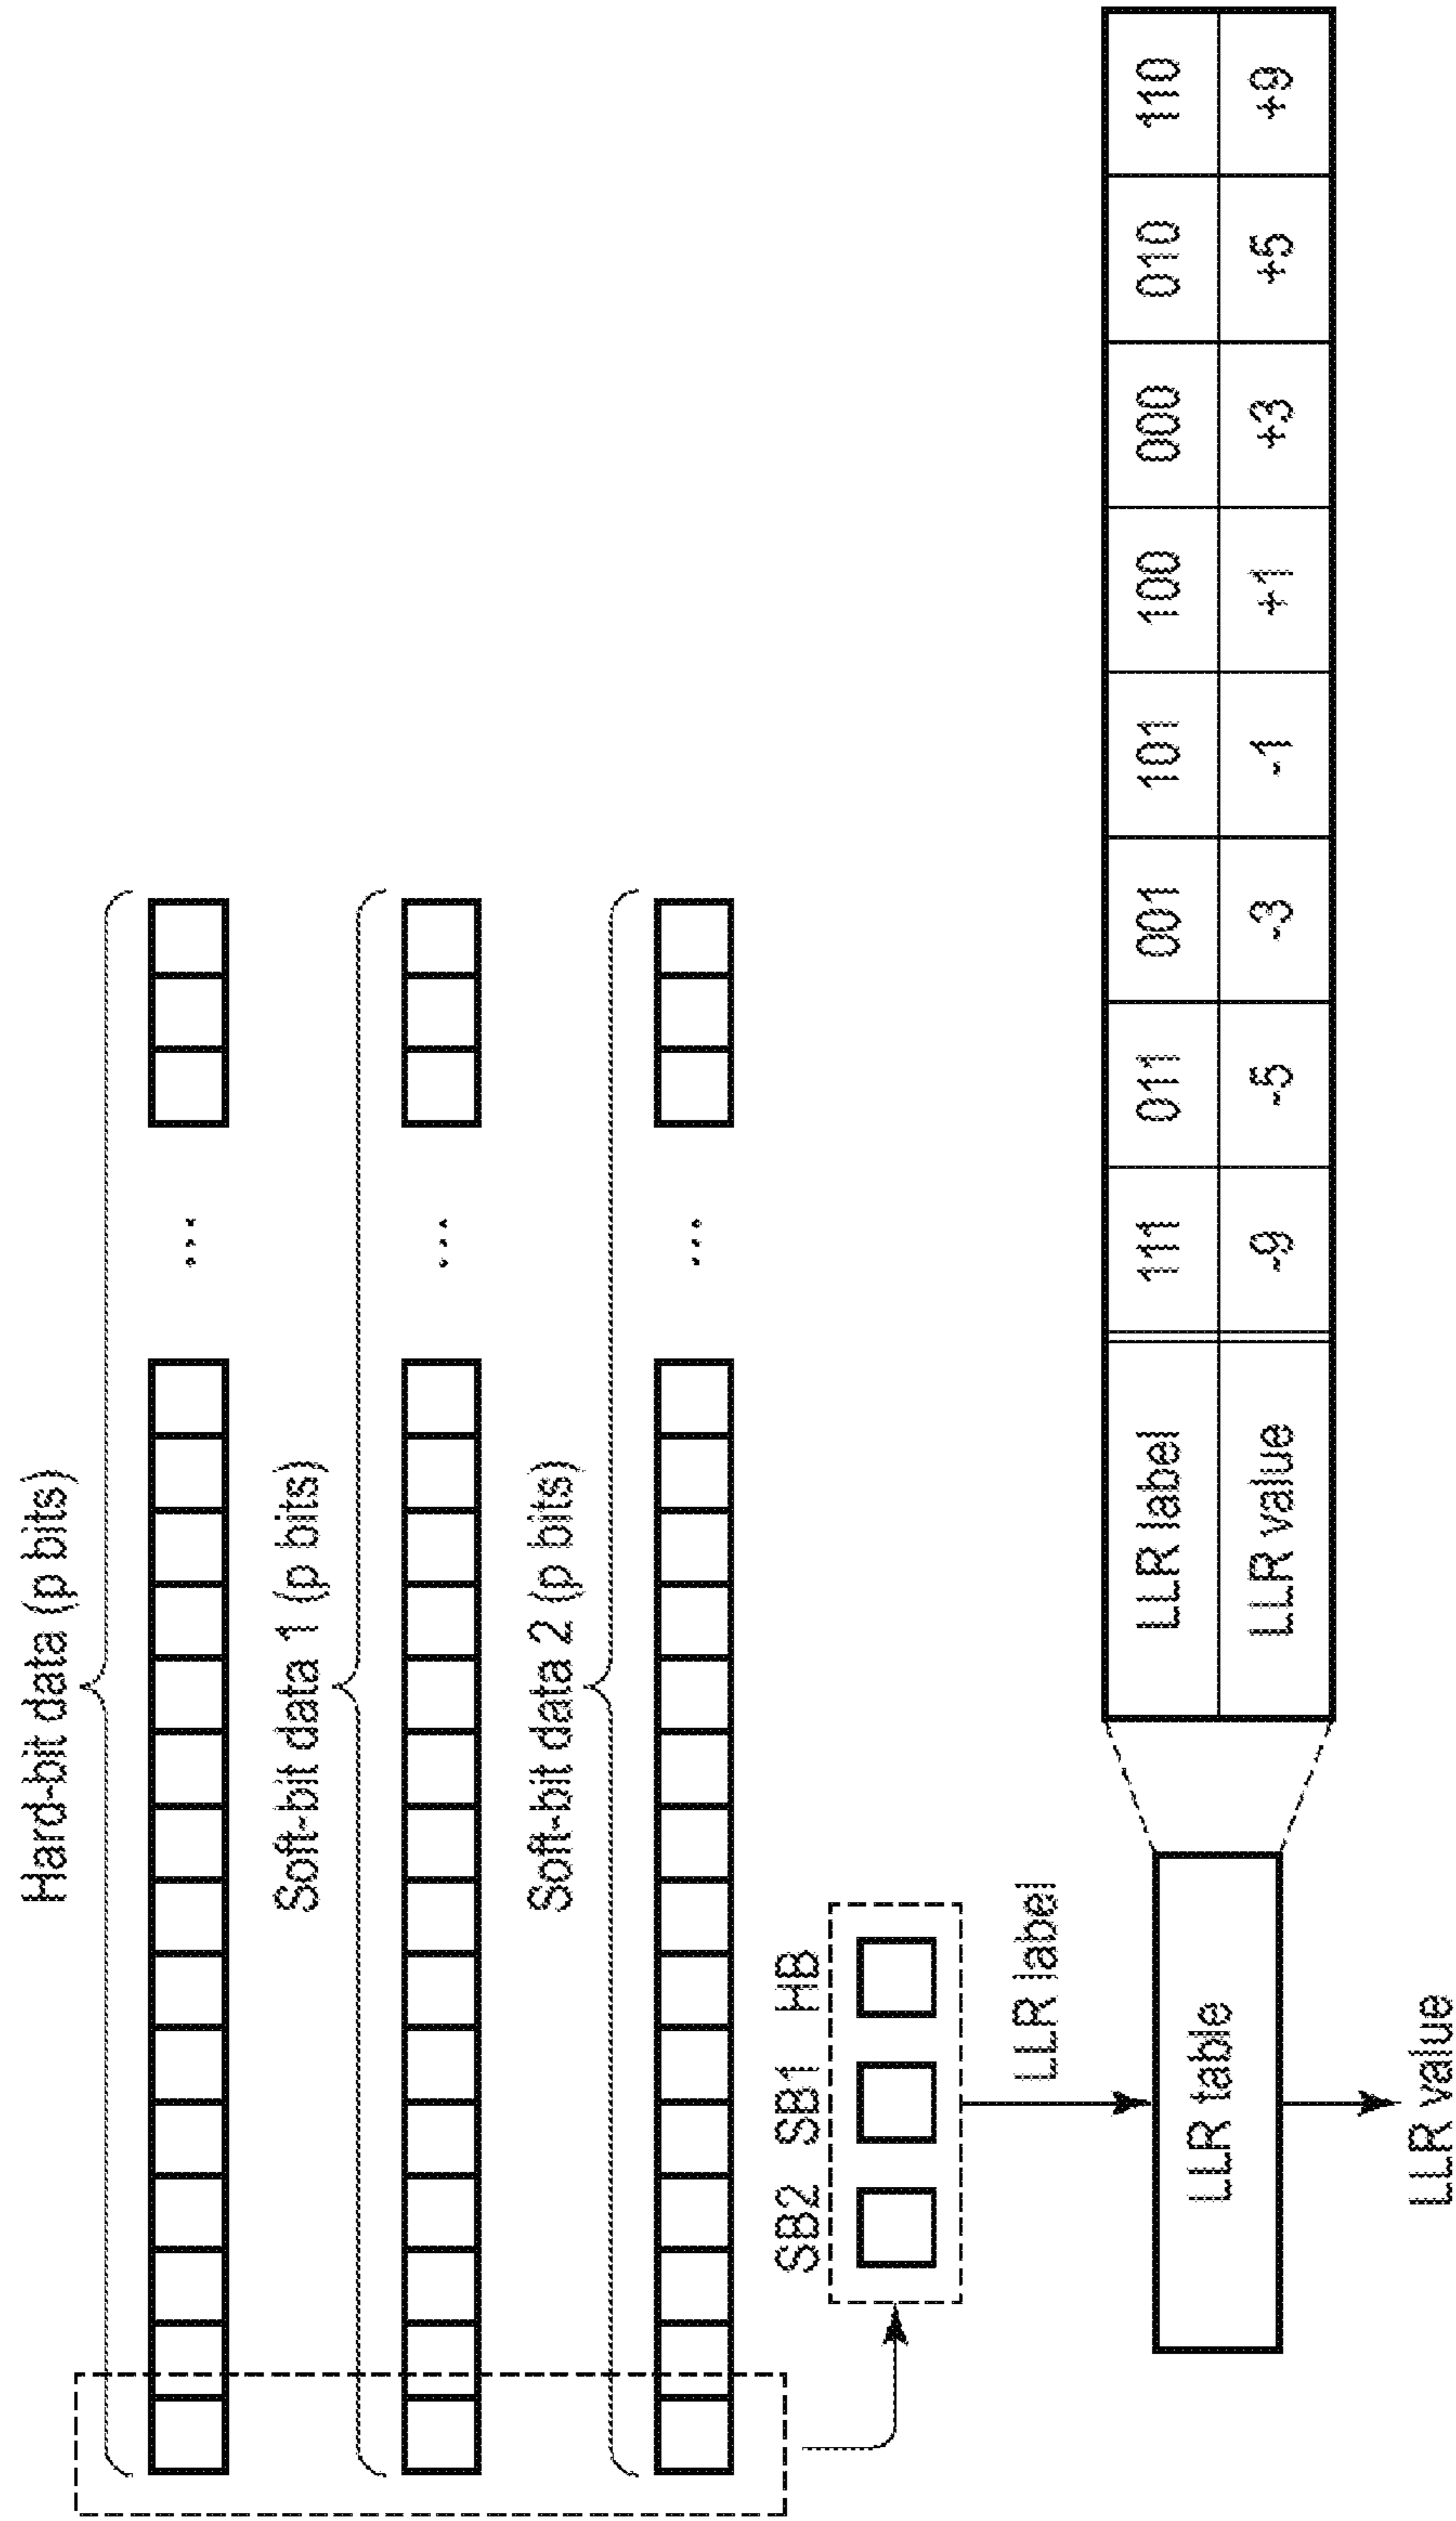 Hard-bit data (p bits)
...
Soft-bit data 1 (p bits)
...
Soft-bit data 2 (p bits)
...
SB2 SB1 HB
LLR label
LLR table
LLR value
LLR label 111 011 001 101 100 000 010 110
LLR value -9 -5 -3 -1 +1 +3 +5 +9